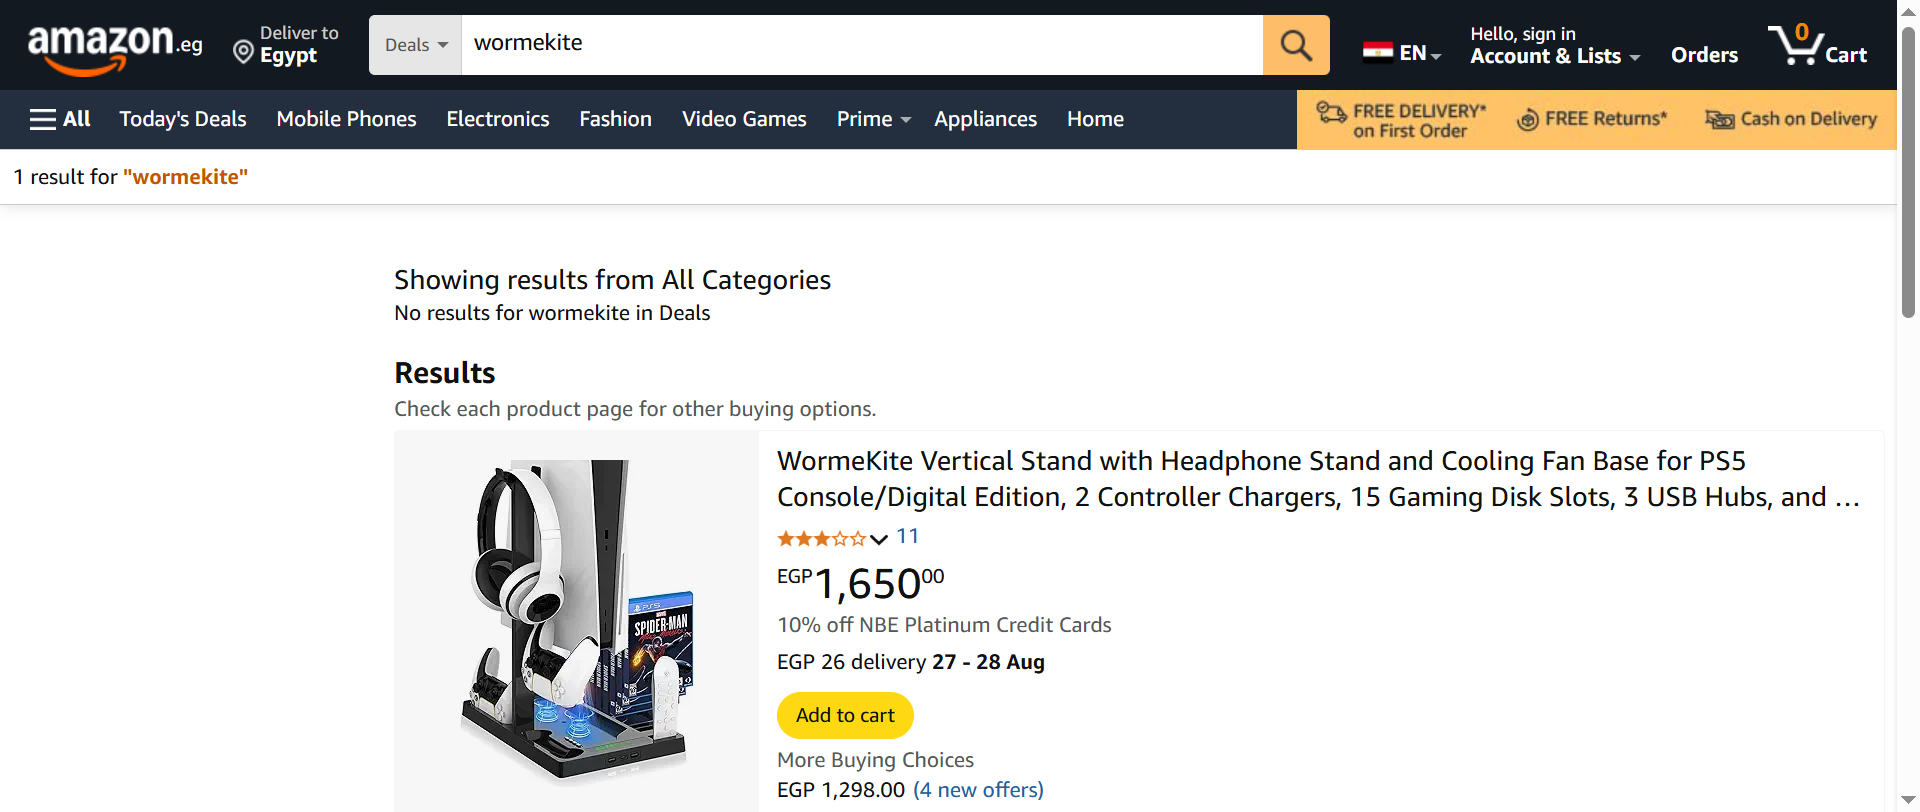 amazon.eg
Deliver to
Egypt
Deals
wormekite
EN
Hello, sign in
Account & Lists
Orders
0
Cart
All
Today's Deals
Mobile Phones
Electronics
Fashion
Video Games
Prime
Appliances
Home
FREE DELIVERY*
on First Order
FREE Returns*
Cash on Delivery
1 result for "wormekite"
Showing results from All Categories
No results for wormekite in Deals
Results
Check each product page for other buying options.
PS5
MARVEL
SPIDER-MAN
WormeKite Vertical Stand with Headphone Stand and Cooling Fan Base for PS5
Console/Digital Edition, 2 Controller Chargers, 15 Gaming Disk Slots, 3 USB Hubs, and …
11
EGP1,65000
10% off NBE Platinum Credit Cards
EGP 26 delivery 27 - 28 Aug
Add to cart
More Buying Choices
EGP 1,298.00 (4 new offers)